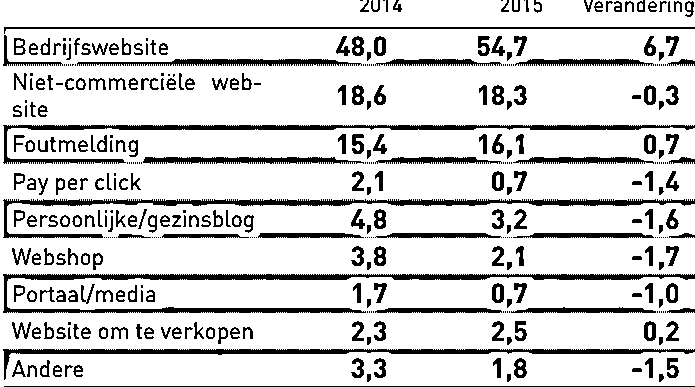 2014 2015 Verandering
Bedrijfswebsite 48,0 54,7 6,7
Niet-commerciële web-
site 18,6 18,3 -0,3
Foutmelding 15,4 16,1 0,7
Pay per click 2,1 0,7 -1,4
Persoonlijke/gezinsblog 4,8 3,2 -1,6
Webshop 3,8 2,1 -1,7
Portaal/media 1,7 0,7 -1,0
Website om te verkopen 2,3 2,5 0,2
Andere 3,3 1,8 -1,5